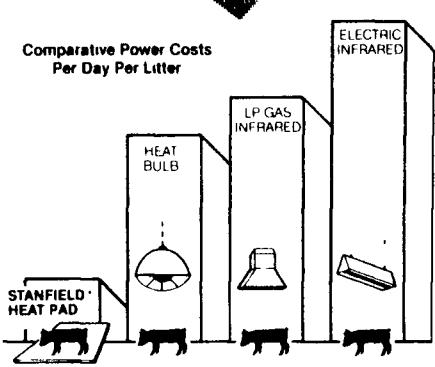 Comparative Power Costs
Per Day Per Litter
ELECTRIC
INFRARED
LP GAS
INFRARED
HEAT
BULB
STANFIELD
HEAT PAD